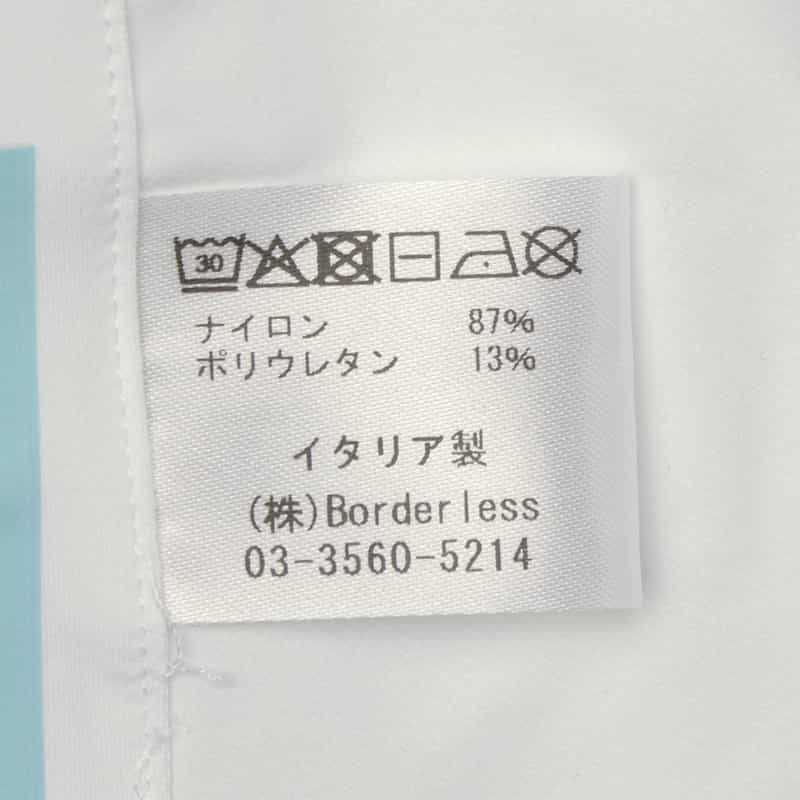 30
ナイロン 87%
ポリウレタン 13%
イタリア製
(株)Borderless
03-3560-5214